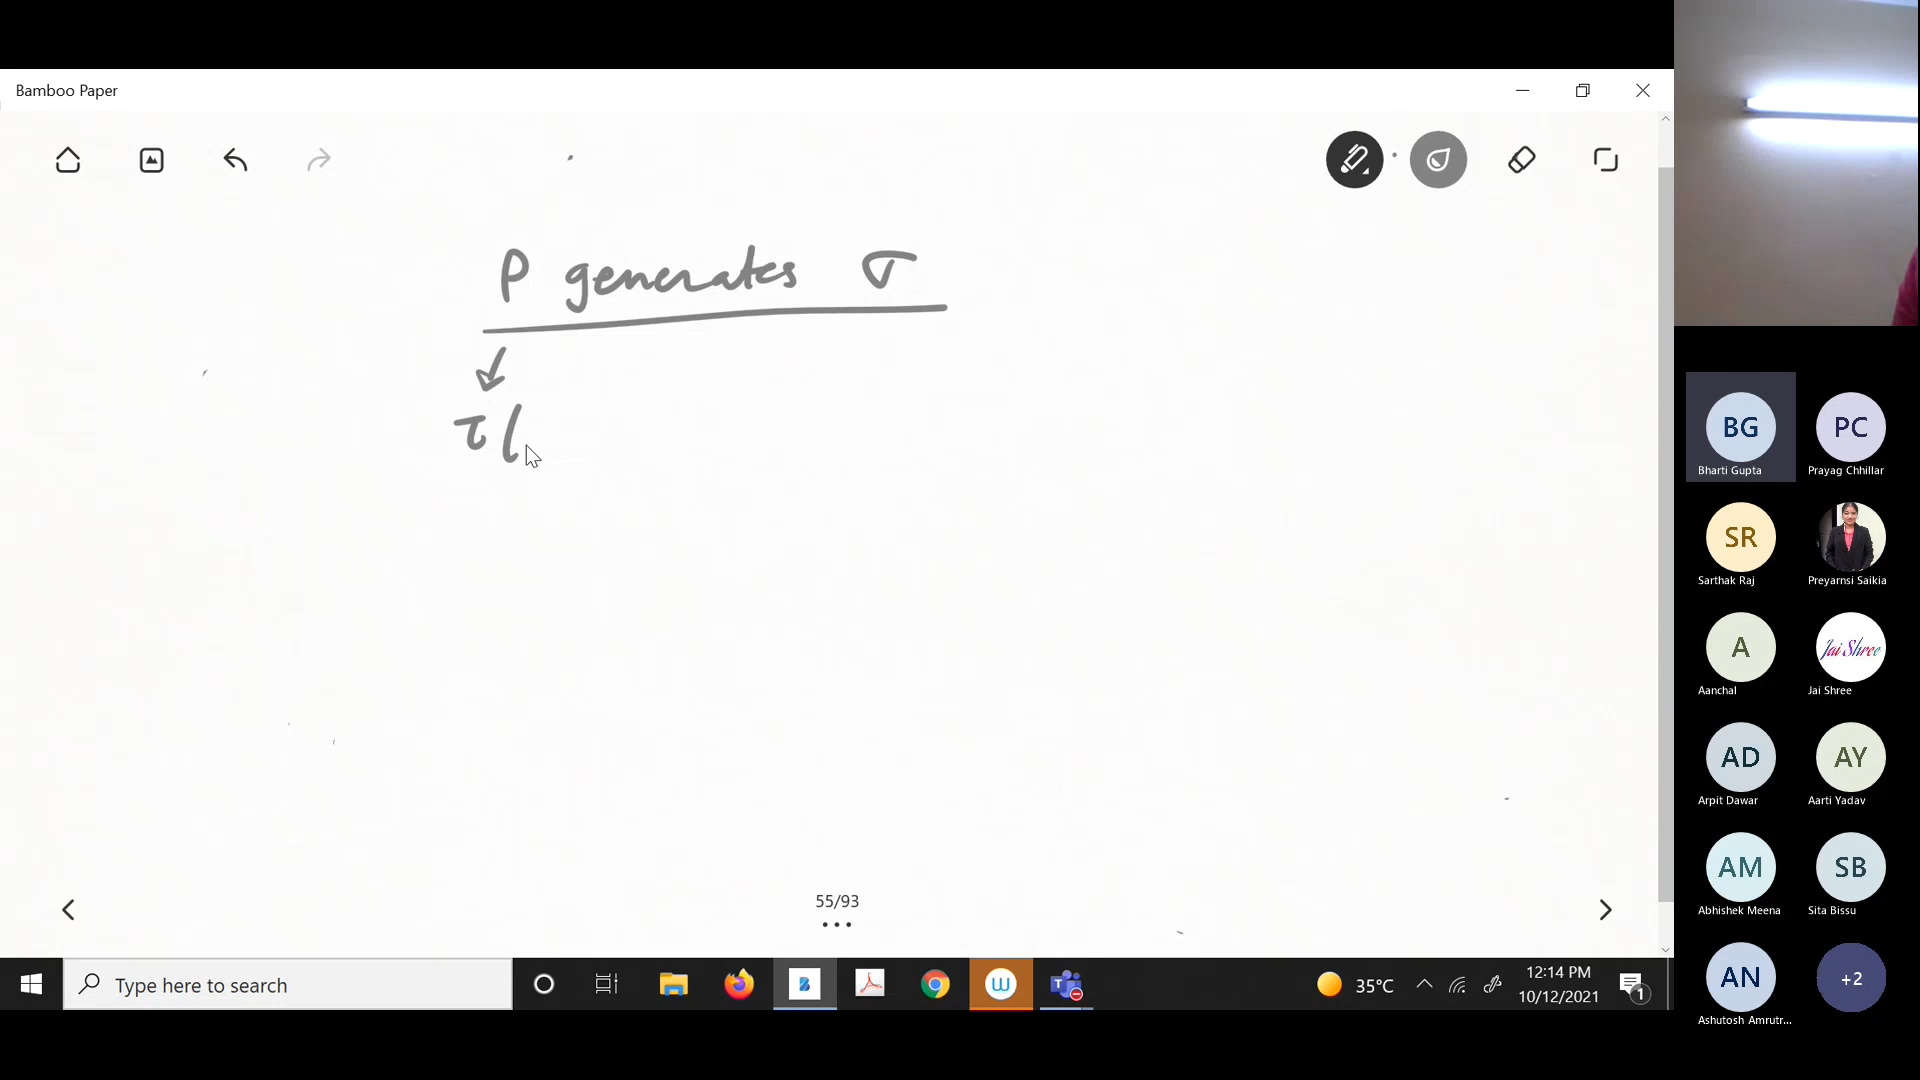 Bamboo Paper
P generates σ
↓
τ(
55/93
Type here to search
35°C
12:14 PM
10/12/2021
1
BG
Bharti Gupta
PC
Prayag Chhillar
SR
Sarthak Raj
Preyarnsi Saikia
A
Aanchal
Jai Shree
Jai Shree
AD
Arpit Dawar
AY
Aarti Yadav
AM
Abhishek Meena
SB
Sita Bissu
AN
Ashutosh Amrutr...
+2